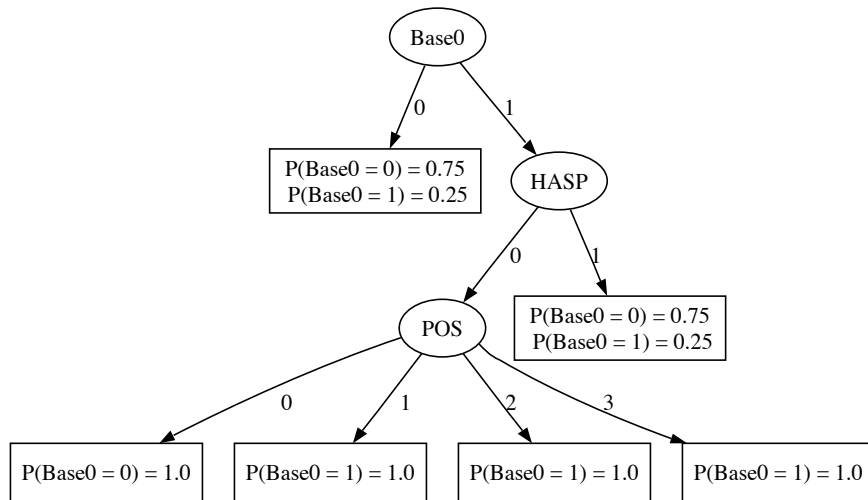 Base0
0
1
P(Base0 = 0) = 0.75
P(Base0 = 1) = 0.25
HASP
0
1
POS
P(Base0 = 0) = 0.75
P(Base0 = 1) = 0.25
0
1
2
3
P(Base0 = 0) = 1.0
P(Base0 = 1) = 1.0
P(Base0 = 1) = 1.0
P(Base0 = 1) = 1.0